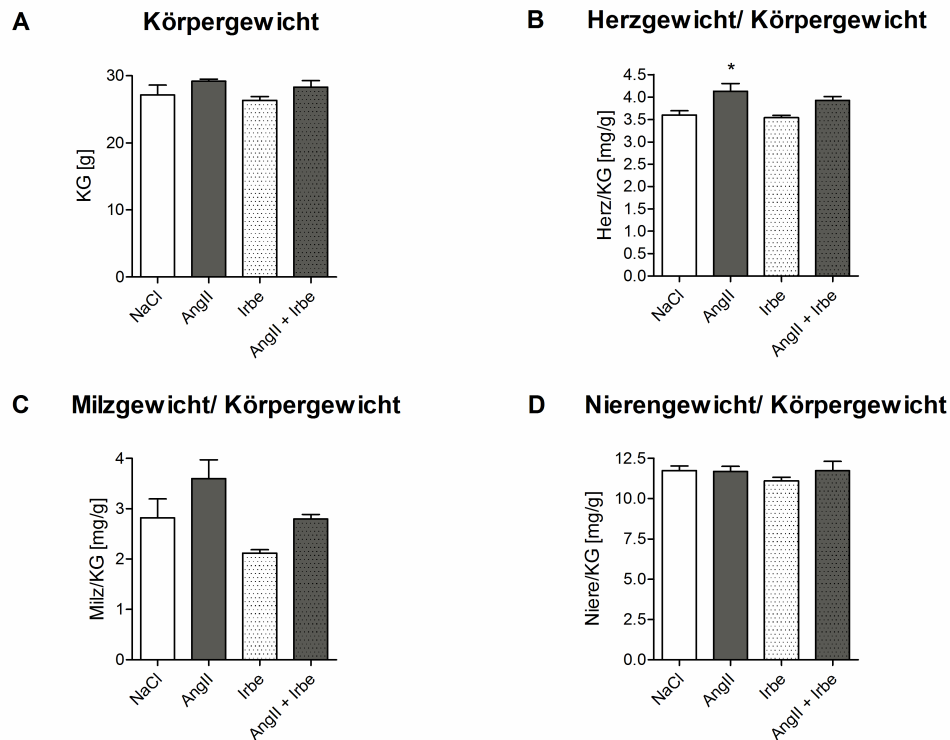 A Körpergewicht
30
20
10
0
KG [g]
NaCl
AngII
Irbe
AngII + Irbe
B Herzgewicht/ Körpergewicht
*
4.5
4.0
3.5
3.0
2.5
2.0
1.5
1.0
0.5
0.0
Herz/KG [mg/g]
NaCl
AngII
Irbe
AngII + Irbe
C Milzgewicht/ Körpergewicht
4
3
2
1
0
Milz/KG [mg/g]
NaCl
AngII
Irbe
AngII + Irbe
D Nierengewicht/ Körpergewicht
12.5
10.0
7.5
5.0
2.5
0.0
Niere/KG [mg/g]
NaCl
AngII
Irbe
AngII + Irbe